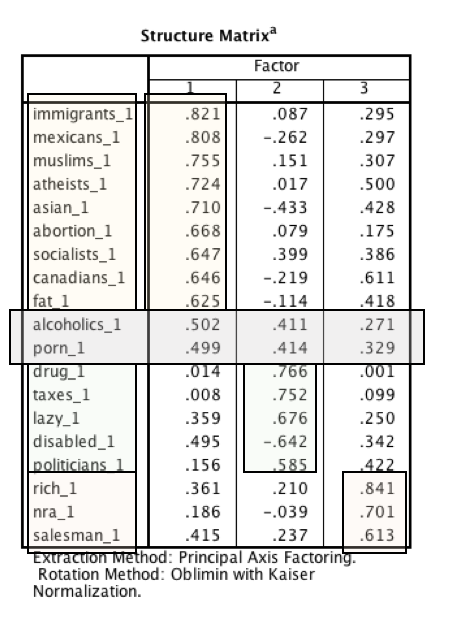 Structure Matrixa
Factor
1 2 3
immigrants_1 .821 .087 .295
mexicans_1 .808 -.262 .297
muslims_1 .755 .151 .307
atheists_1 .724 .017 .500
asian_1 .710 -.433 .428
abortion_1 .668 .079 .175
socialists_1 .647 .399 .386
canadians_1 .646 -.219 .611
fat_1 .625 -.114 .418
alcoholics_1 .502 .411 .271
porn_1 .499 .414 .329
drug_1 .014 .766 .001
taxes_1 .008 .752 .099
lazy_1 .359 .676 .250
disabled_1 .495 -.642 .342
politicians_1 .156 .585 .422
rich_1 .361 .210 .841
nra_1 .186 -.039 .701
salesman_1 .415 .237 .613
Extraction Method: Principal Axis Factoring.
Rotation Method: Oblimin with Kaiser
Normalization.